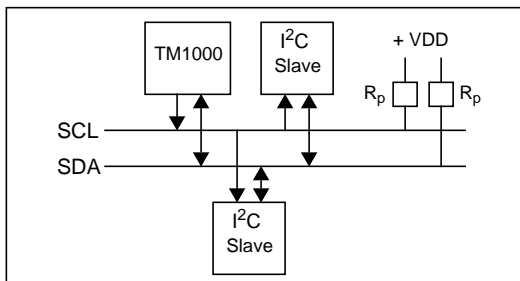 TM1000
I²C
Slave
+ VDD
Rp
Rp
SCL
SDA
I²C
Slave